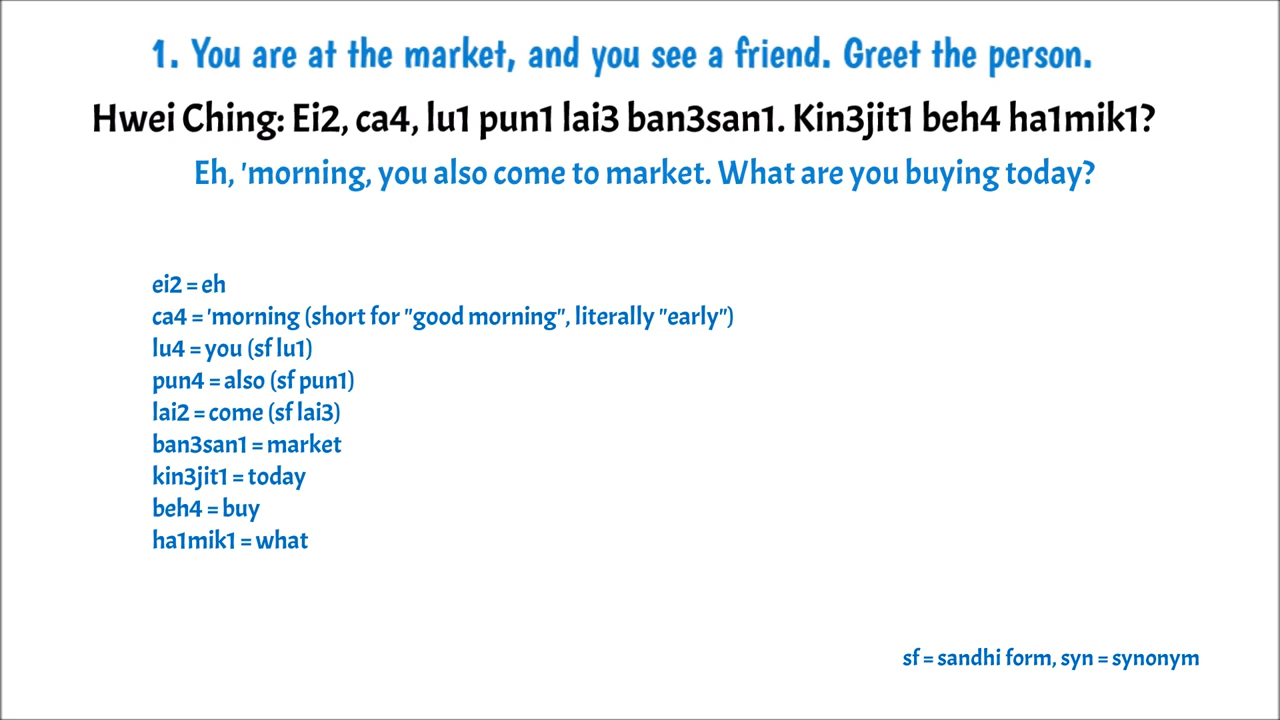 1. You are at the market, and you see a friend. Greet the person.
Hwei Ching: Ei2, ca4, lu1 pun1 lai3 ban3san1. Kin3jit1 beh4 ha1mik1?
Eh, 'morning, you also come to market. What are you buying today?
ei2 = eh
ca4 = 'morning (short for "good morning", literally "early")
lu4 = you (sf lu1)
pun4 = also (sf pun1)
lai2 = come (sf lai3)
ban3san1 = market
kin3jit1 = today
beh4 = buy
ha1mik1 = what
sf = sandhi form, syn = synonym